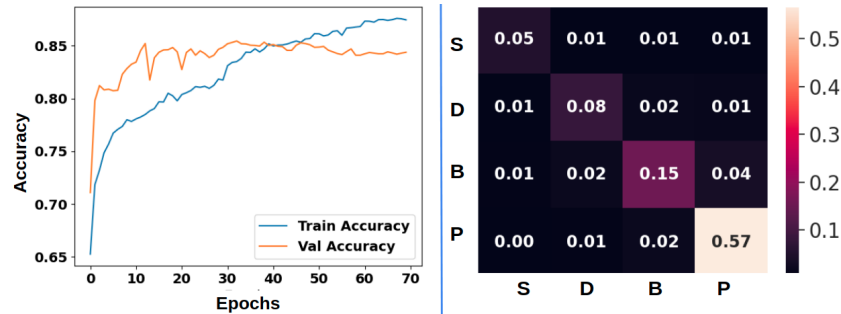 0.85
0.80
0.75
0.70
0.65
Accuracy
Train Accuracy
Val Accuracy
0 10 20 30 40 50 60 70
Epochs
S 0.05 0.01 0.01 0.01
D 0.01 0.08 0.02 0.01
B 0.01 0.02 0.15 0.04
P 0.00 0.01 0.02 0.57
S D B P
0.5
0.4
0.3
0.2
0.1